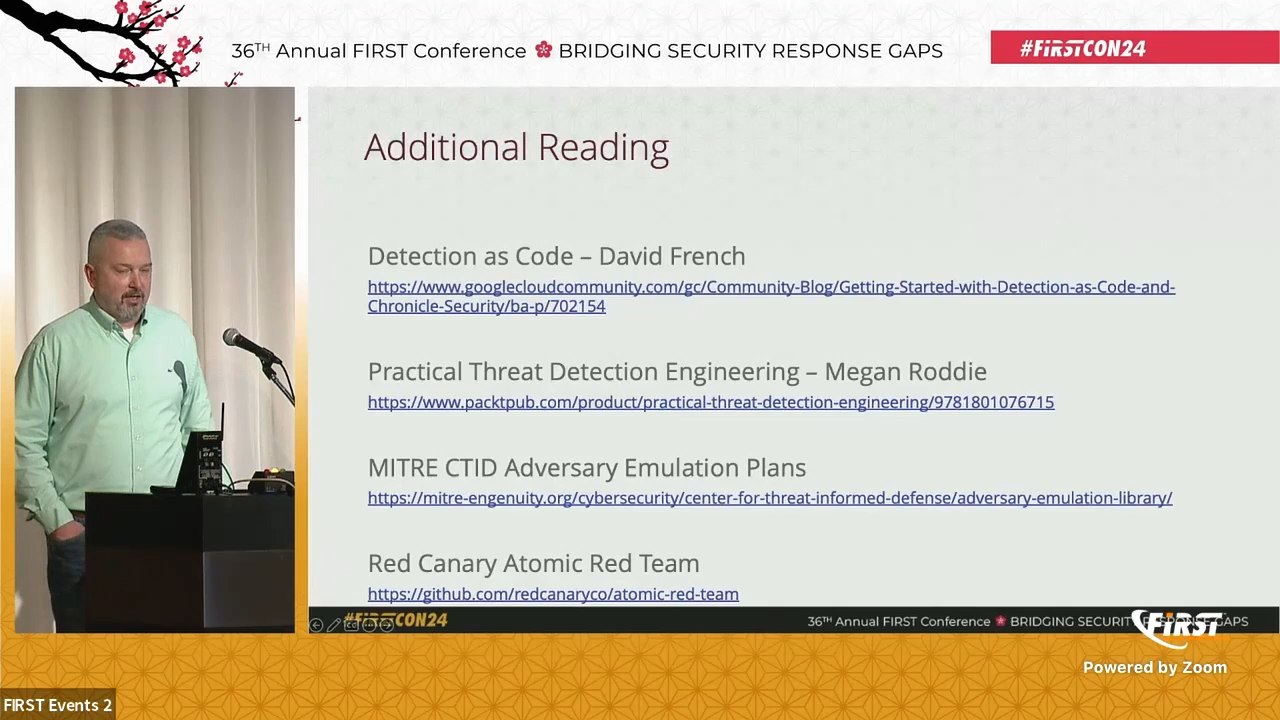 36TH Annual FIRST Conference BRIDGING SECURITY RESPONSE GAPS
#FiRSTCON24
Additional Reading
Detection as Code – David French
https://www.googlecloudcommunity.com/gc/Community-Blog/Getting-Started-with-Detection-as-Code-and-
Chronicle-Security/ba-p/702154
Practical Threat Detection Engineering – Megan Roddie
https://www.packtpub.com/product/practical-threat-detection-engineering/9781801076715
MITRE CTID Adversary Emulation Plans
https://mitre-engenuity.org/cybersecurity/center-for-threat-informed-defense/adversary-emulation-library/
Red Canary Atomic Red Team
https://github.com/redcanaryco/atomic-red-team
#FiRSTCON24
36TH Annual FIRST Conference BRIDGING SECURITY RESPONSE GAPS
FiRST
Powered by Zoom
FIRST Events 2